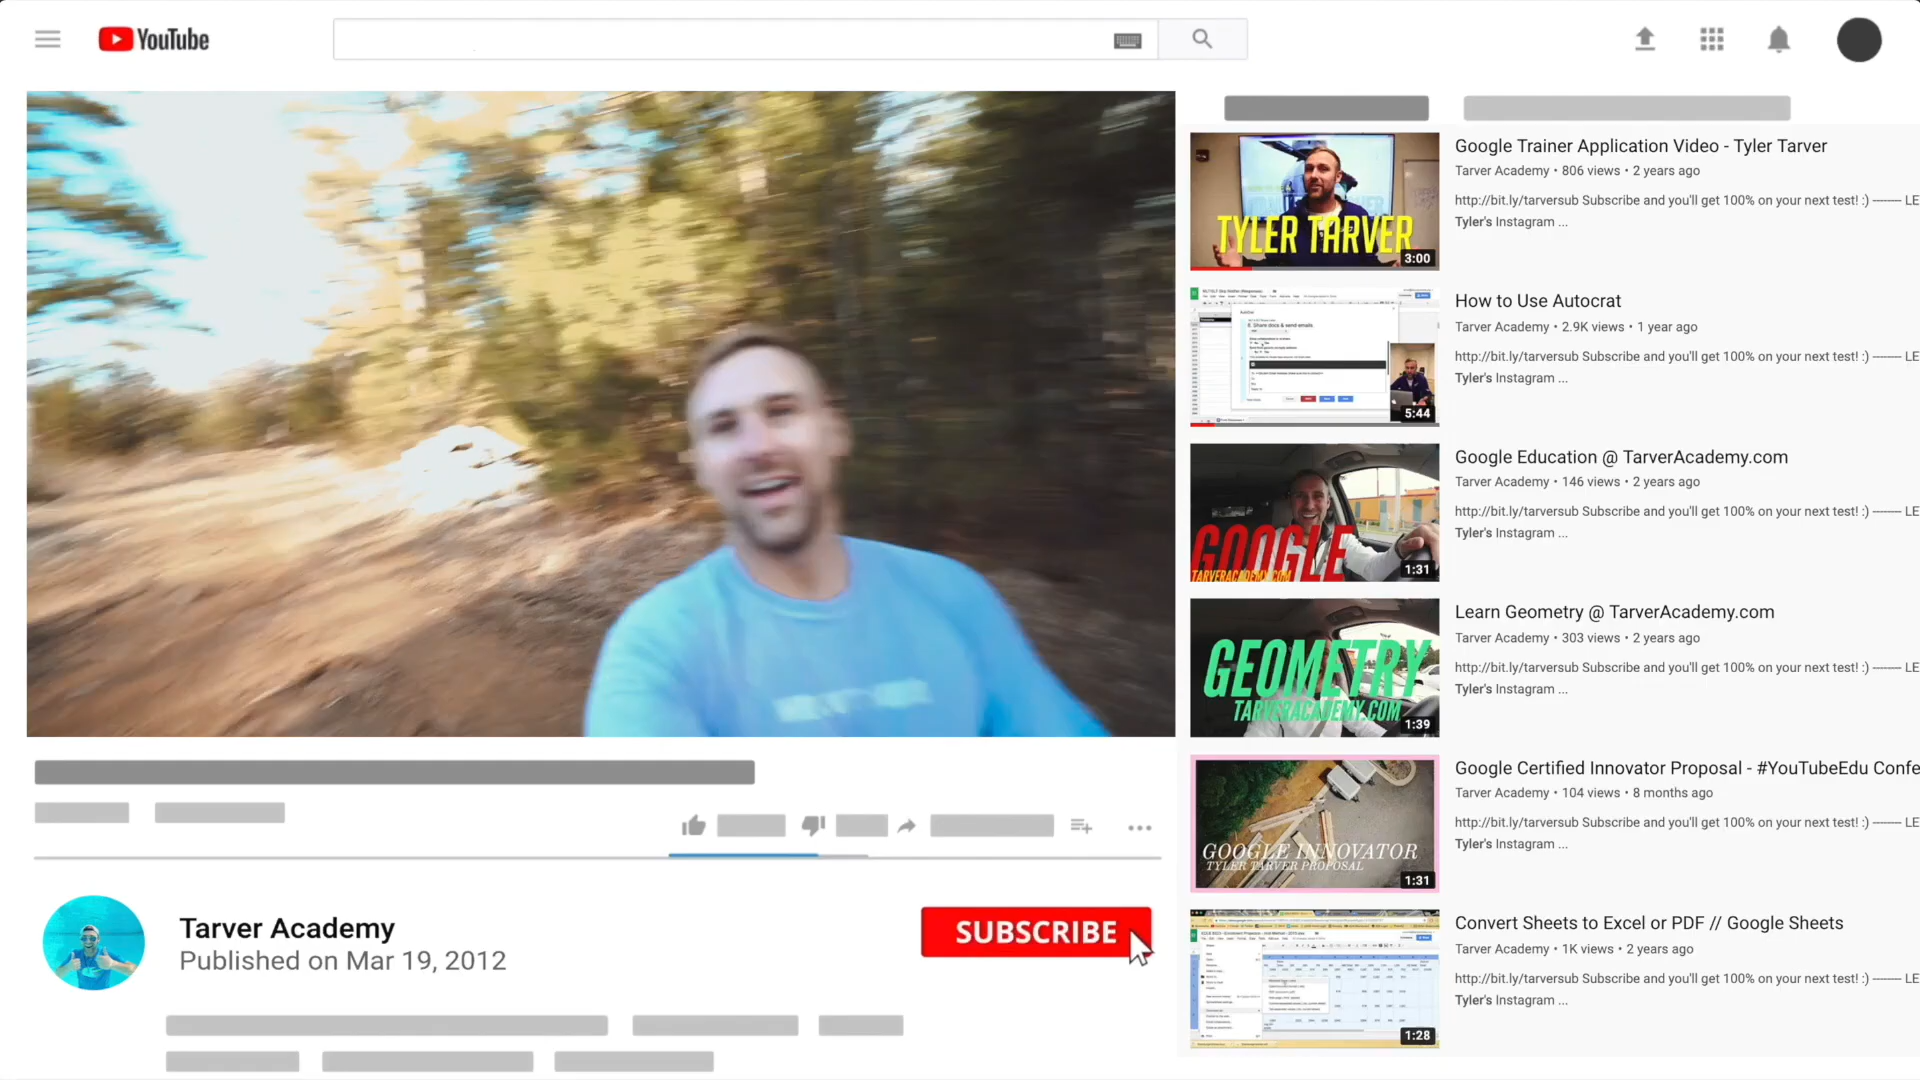 YouTube
Google Trainer Application Video - Tyler Tarver
Tarver Academy • 806 views • 2 years ago
http://bit.ly/tarversub Subscribe and you'll get 100% on your next test! :) -------- LE
Tyler's Instagram ...
TYLER TARVER
3:00
How to Use Autocrat
Tarver Academy • 2.9K views • 1 year ago
http://bit.ly/tarversub Subscribe and you'll get 100% on your next test! :) -------- LE
Tyler's Instagram ...
8. Share docs & send emails
5:44
Google Education @ TarverAcademy.com
Tarver Academy • 146 views • 2 years ago
http://bit.ly/tarversub Subscribe and you'll get 100% on your next test! :) -------- LE
Tyler's Instagram ...
GOOGLE
TARVERACADEMY.COM
1:31
Learn Geometry @ TarverAcademy.com
Tarver Academy • 303 views • 2 years ago
http://bit.ly/tarversub Subscribe and you'll get 100% on your next test! :) -------- LE
Tyler's Instagram ...
GEOMETRY
TARVERACADEMY.COM
1:39
Google Certified Innovator Proposal - #YouTubeEdu Confe
Tarver Academy • 104 views • 8 months ago
http://bit.ly/tarversub Subscribe and you'll get 100% on your next test! :) -------- LE
Tyler's Instagram ...
GOOGLE INNOVATOR
TYLER TARVER PROPOSAL
1:31
Convert Sheets to Excel or PDF // Google Sheets
Tarver Academy • 1K views • 2 years ago
http://bit.ly/tarversub Subscribe and you'll get 100% on your next test! :) -------- LE
Tyler's Instagram ...
1:28
Tarver Academy
Published on Mar 19, 2012
SUBSCRIBE